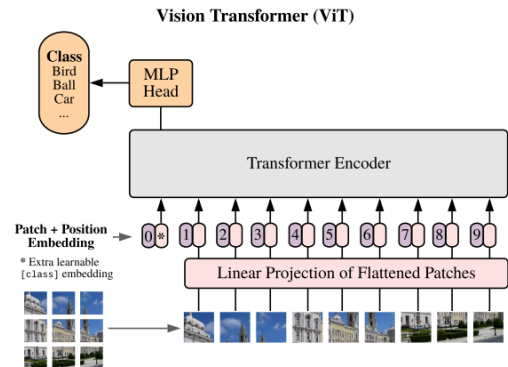 Vision Transformer (ViT)
Class
Bird
Ball
Car
...
MLP
Head
Transformer Encoder
Patch + Position
Embedding
0 * 1 2 3 4 5 6 7 8 9
* Extra learnable
[class] embedding
Linear Projection of Flattened Patches